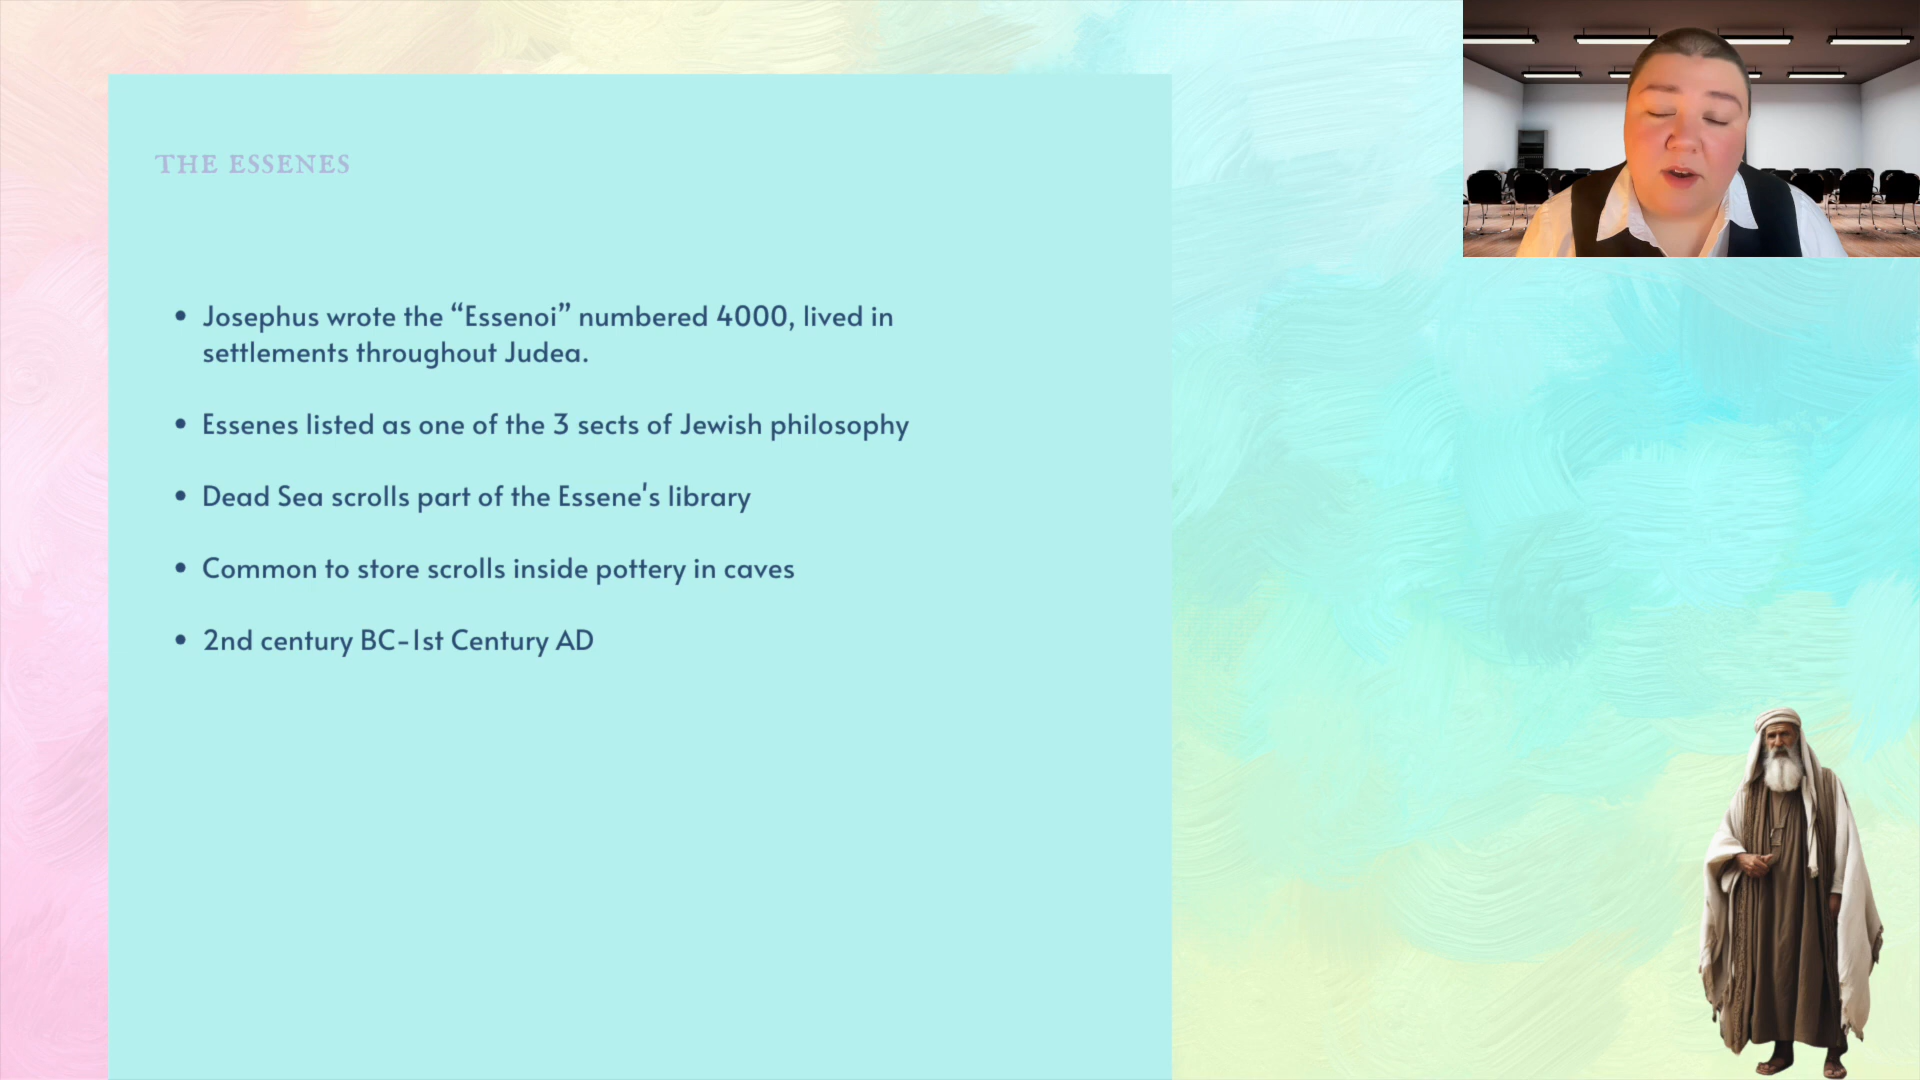 THE ESSENES
• Josephus wrote the “Essenoi” numbered 4000, lived in
settlements throughout Judea.
• Essenes listed as one of the 3 sects of Jewish philosophy
• Dead Sea scrolls part of the Essene's library
• Common to store scrolls inside pottery in caves
• 2nd century BC-1st Century AD